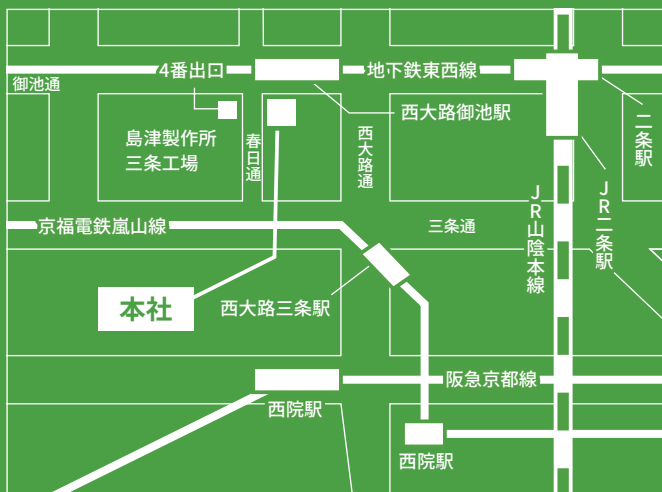 4番出口
地下鉄東西線
御池通
西大路御池駅
二条駅
島津製作所
三条工場
春日通
西大路通
JR山陰本線
JR二条駅
京福電鉄嵐山線
三条通
本社
西大路三条駅
阪急京都線
西院駅
西院駅